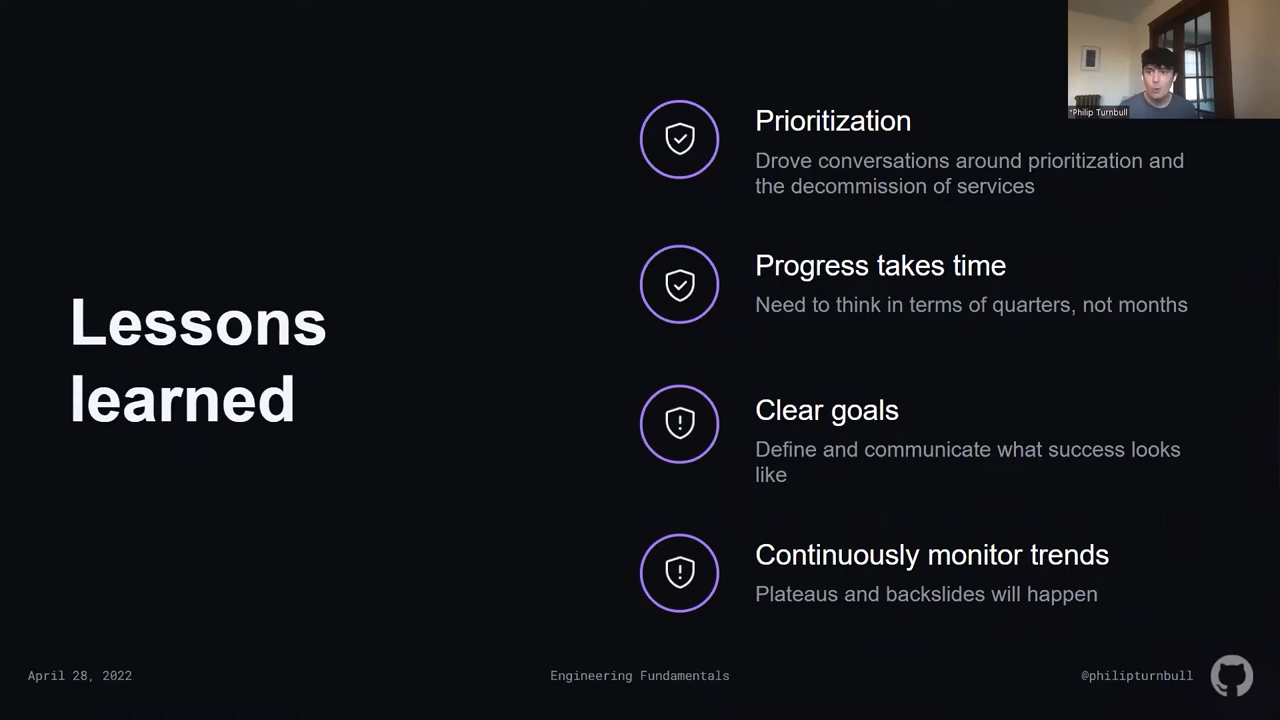 Lessons
learned
Prioritization
Drove conversations around prioritization and
the decommission of services
Progress takes time
Need to think in terms of quarters, not months
Clear goals
Define and communicate what success looks
like
Continuously monitor trends
Plateaus and backslides will happen
*Philip Turnbull
April 28, 2022
Engineering Fundamentals
@philipturnbull